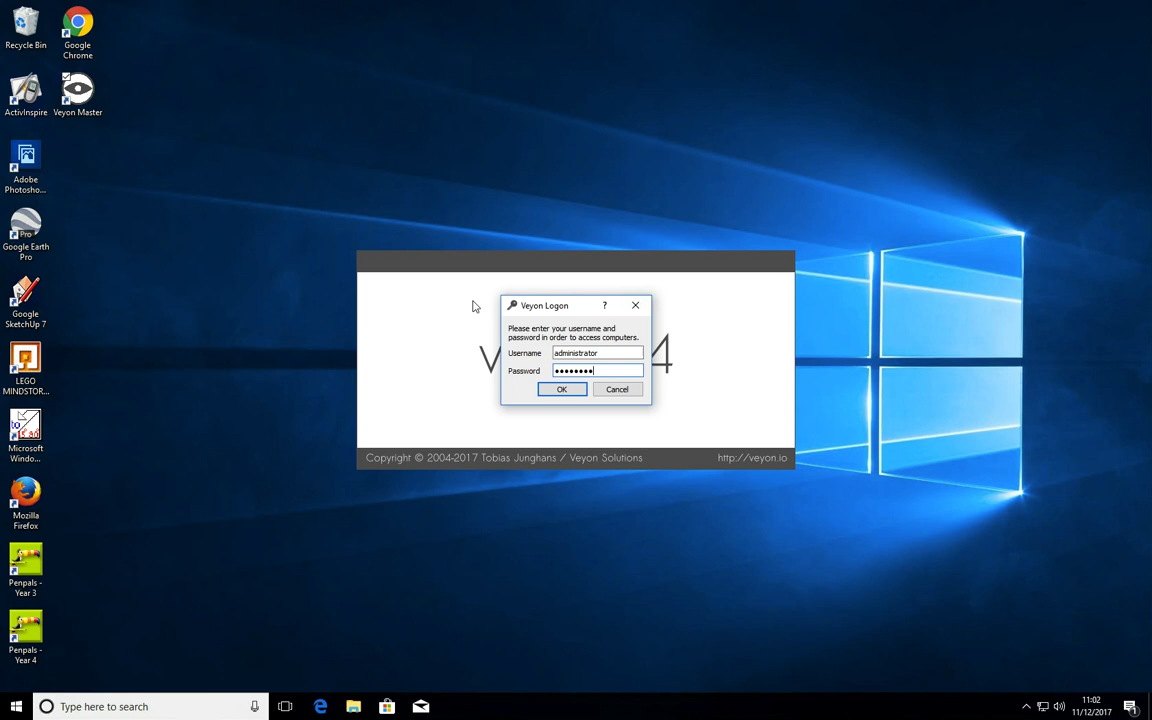 Recycle Bin
Google
Chrome
ActivInspire
Veyon Master
Adobe
Photosho...
Pro
Google Earth
Pro
Google
SketchUp 7
LEGO
MINDSTOR...
Microsoft
Windo...
Mozilla
Firefox
Penpals -
Year 3
Penpals -
Year 4
Veyon Logon
?
Please enter your username and
password in order to access computers.
Username administrator
Password ●●●●●●●●
OK Cancel
4
Copyright © 2004-2017 Tobias Junghans / Veyon Solutions http://veyon.io
Type here to search
11:02
11/12/2017